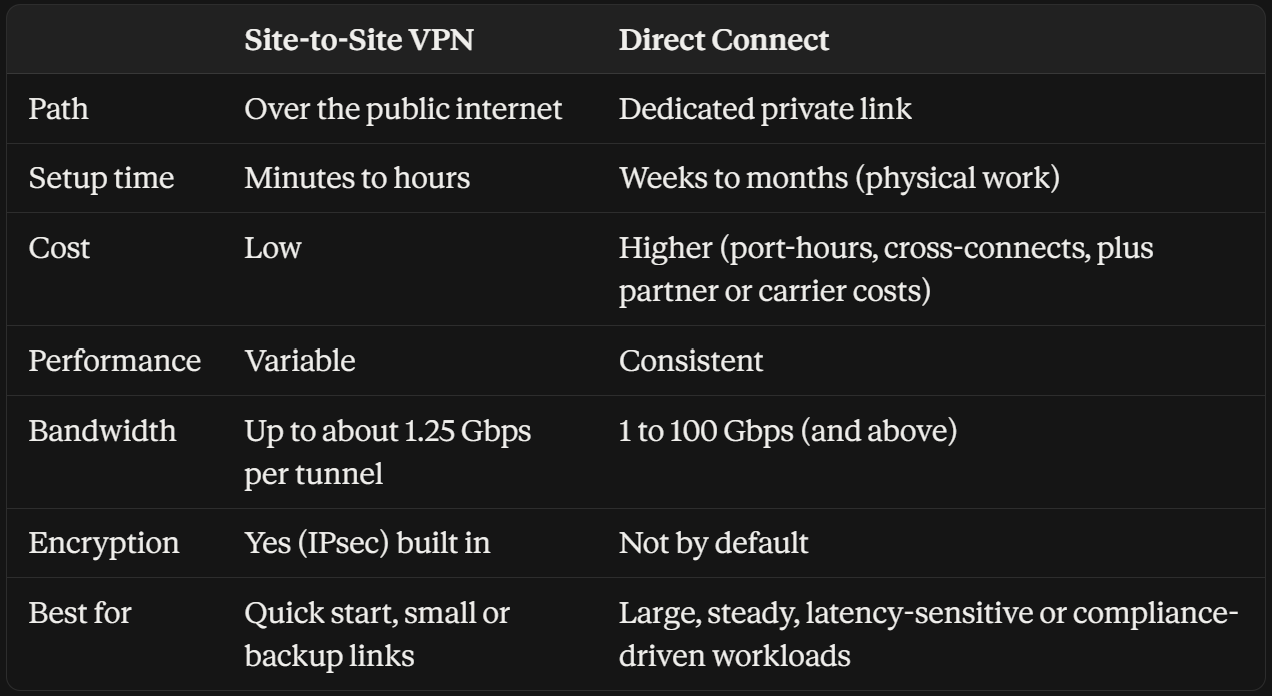 Site-to-Site VPN Direct Connect
Path Over the public internet Dedicated private link
Setup time Minutes to hours Weeks to months (physical work)
Cost Low Higher (port-hours, cross-connects, plus
partner or carrier costs)
Performance Variable Consistent
Bandwidth Up to about 1.25 Gbps 1 to 100 Gbps (and above)
per tunnel
Encryption Yes (IPsec) built in Not by default
Best for Quick start, small or Large, steady, latency-sensitive or compliance-
backup links driven workloads